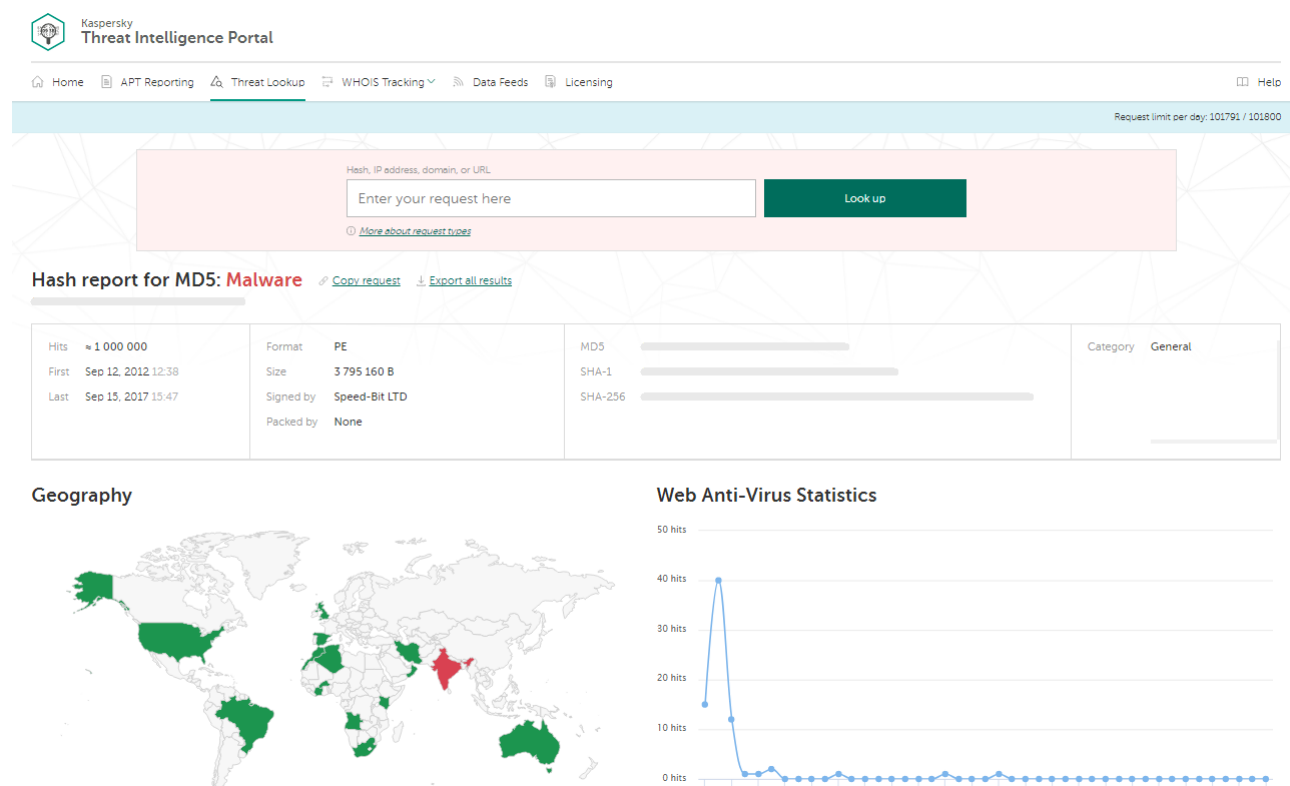 Kaspersky
Threat Intelligence Portal
Home APT Reporting Threat Lookup WHOIS Tracking Data Feeds Licensing Help
Request limit per day: 101791 / 101800
Hash, IP address, domain, or URL
Enter your request here Look up
More about request types
Hash report for MD5: Malware Copy request Export all results
Hits ≈ 1 000 000
First Sep 12, 2012 12:38
Last Sep 15, 2017 15:47
Format PE
Size 3 795 160 B
Signed by Speed-Bit LTD
Packed by None
MD5
SHA-1
SHA-256
Category General
Geography
Web Anti-Virus Statistics
50 hits
40 hits
30 hits
20 hits
10 hits
0 hits